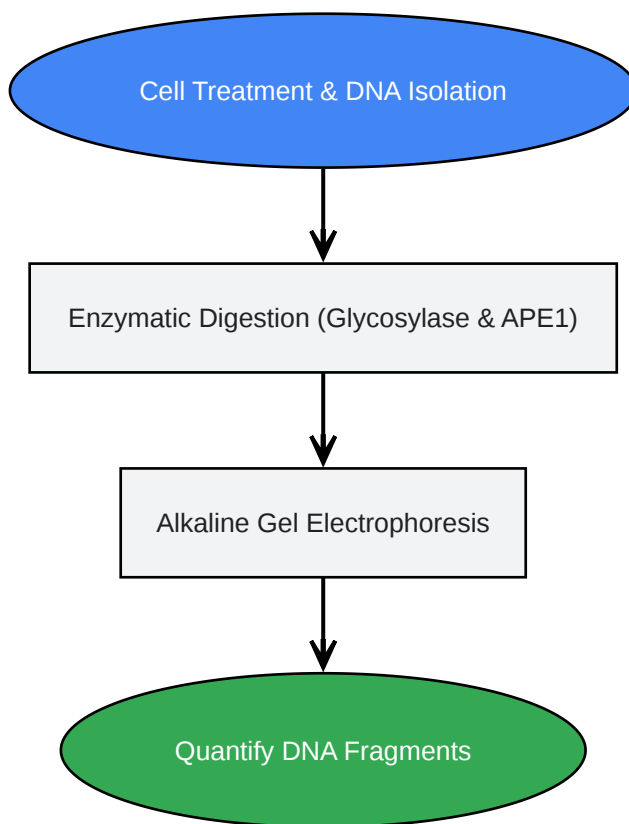 Cell Treatment & DNA Isolation
Enzymatic Digestion (Glycosylase & APE1)
Alkaline Gel Electrophoresis
Quantify DNA Fragments